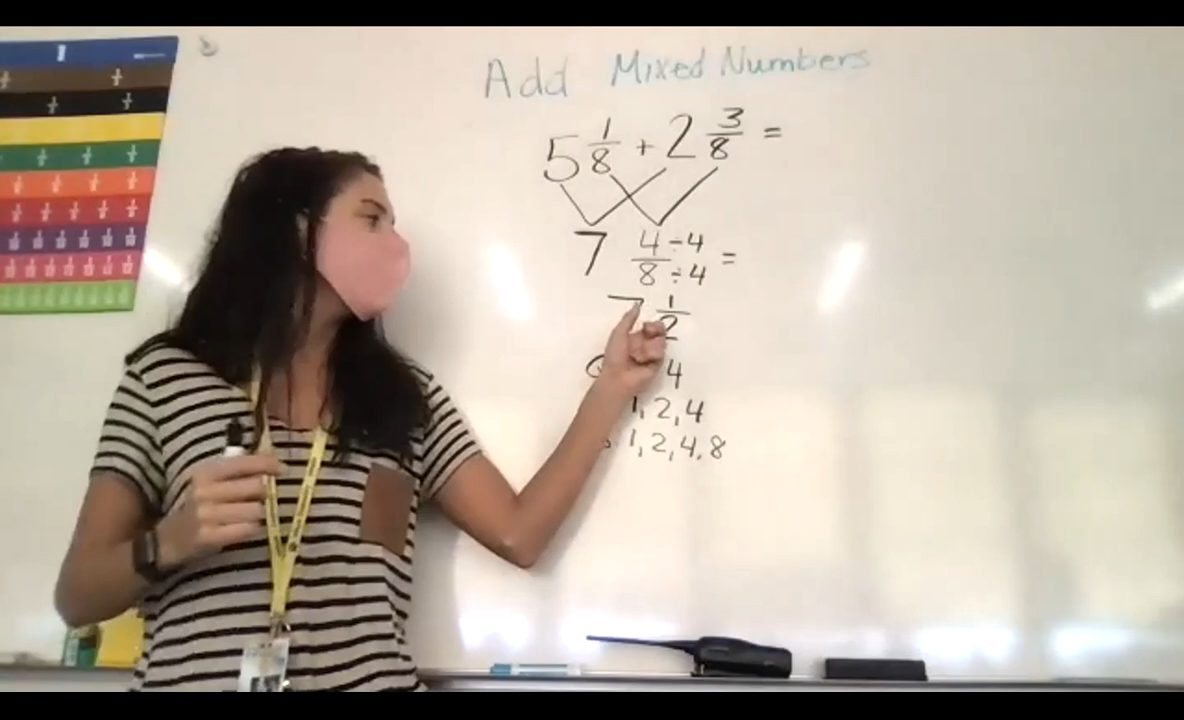 Add Mixed Numbers
5 1/8 + 2 3/8 =
7 4/8 ÷4 ÷4 =
7 1/2
4
1, 2, 4
1, 2, 4, 8